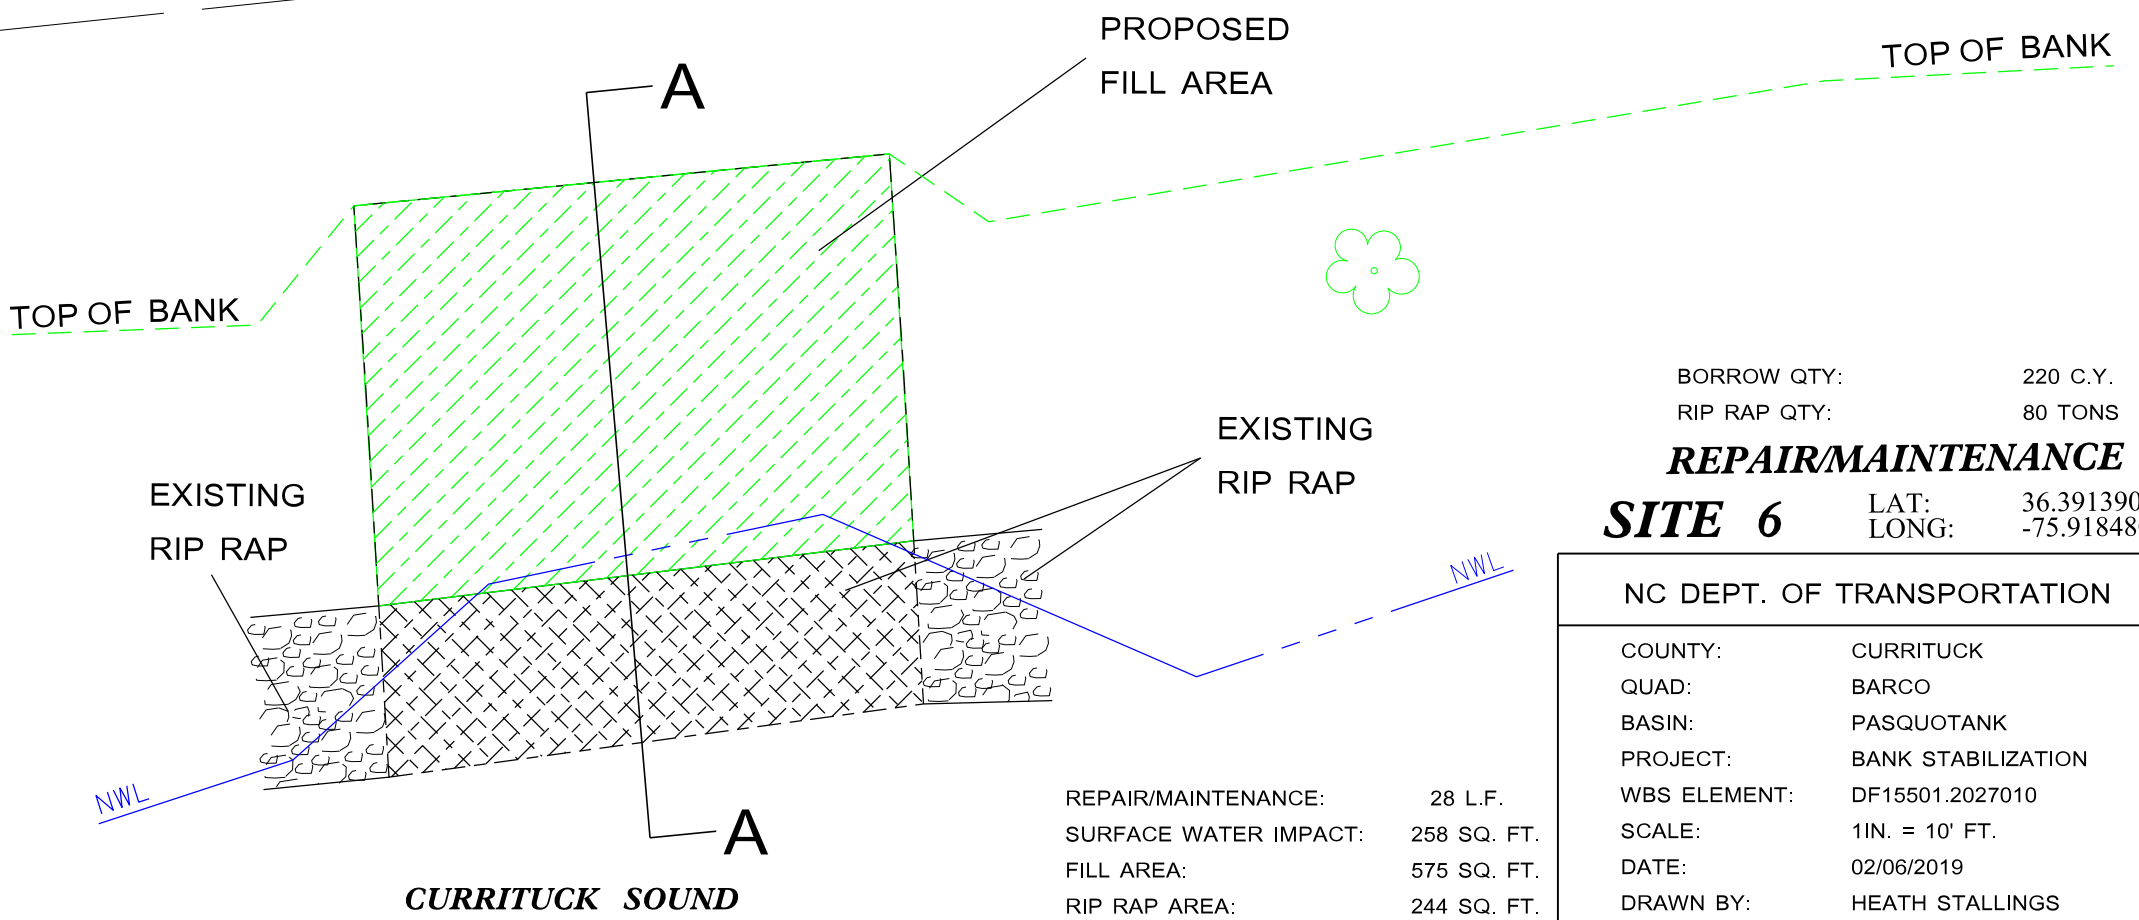 PROPOSED
FILL AREA
TOP OF BANK
A
TOP OF BANK
EXISTING
RIP RAP
EXISTING
RIP RAP
BORROW QTY: 220 C.Y.
RIP RAP QTY: 80 TONS
REPAIR/MAINTENANCE
SITE 6
LAT: 36.391390
LONG: -75.91848
NWL
NWL
A
CURRITUCK SOUND
REPAIR/MAINTENANCE: 28 L.F.
SURFACE WATER IMPACT: 258 SQ. FT.
FILL AREA: 575 SQ. FT.
RIP RAP AREA: 244 SQ. FT.
NC DEPT. OF TRANSPORTATION
COUNTY: CURRITUCK
QUAD: BARCO
BASIN: PASQUOTANK
PROJECT: BANK STABILIZATION
WBS ELEMENT: DF15501.2027010
SCALE: 1IN. = 10' FT.
DATE: 02/06/2019
DRAWN BY: HEATH STALLINGS